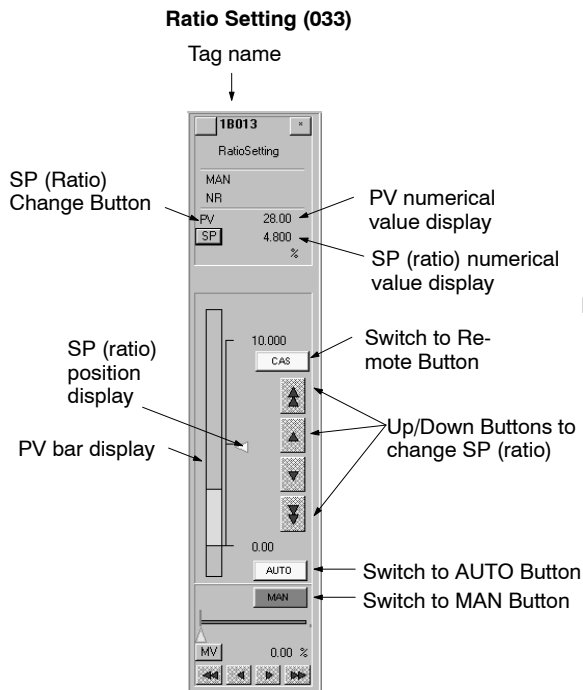 Ratio Setting (033)
Tag name
1B013
×
RatioSetting
MAN
NR
SP (Ratio)
Change Button
PV 28.00
SP 4.800
%
PV numerical
value display
SP (ratio) numerical
value display
10.000
CAS
Switch to Re-
mote Button
SP (ratio)
position
display
PV bar display
Up/Down Buttons to
change SP (ratio)
0.00
AUTO
Switch to AUTO Button
MAN
Switch to MAN Button
MV 0.00 %